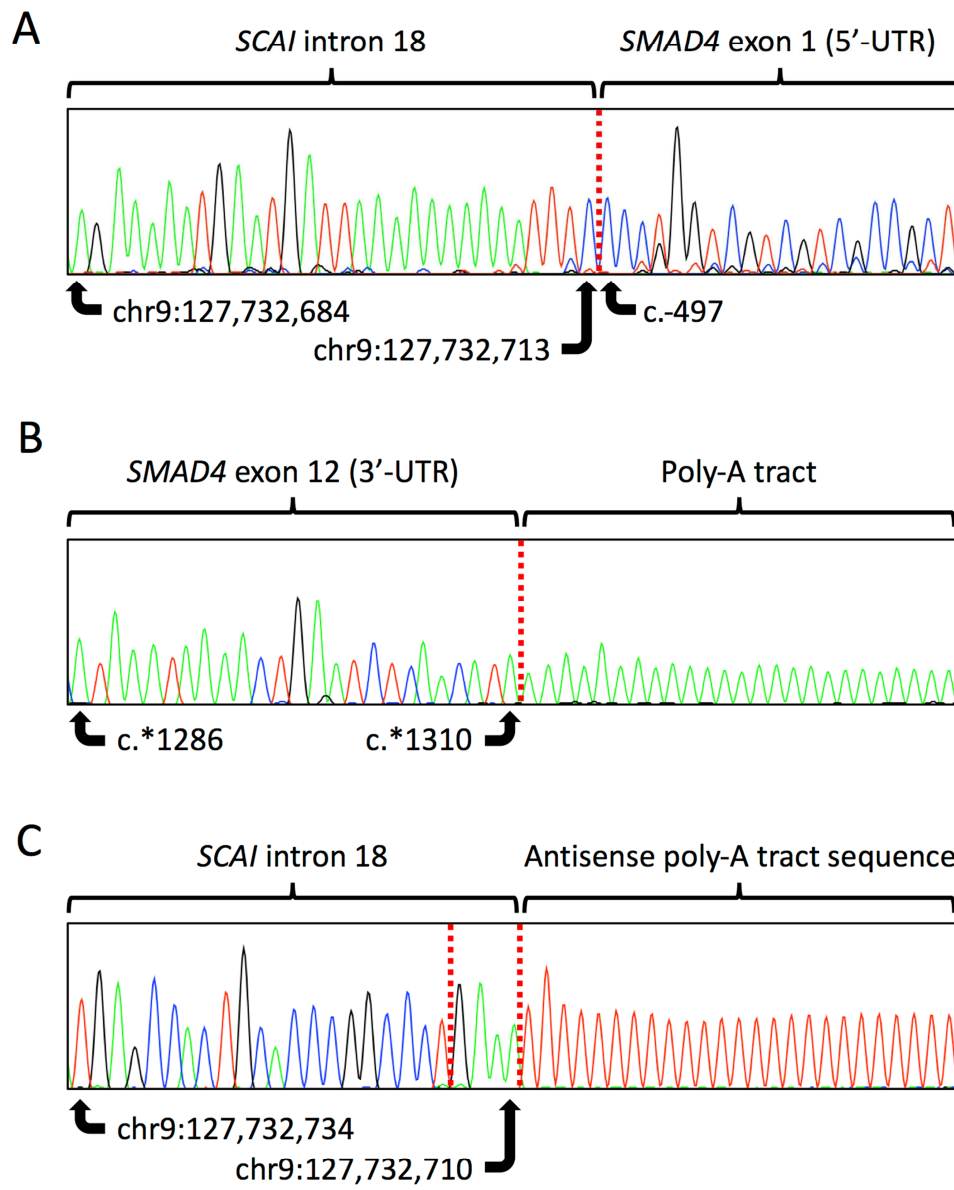 A
SCAI intron 18
SMAD4 exon 1 (5’-UTR)
chr9:127,732,684
c.-497
chr9:127,732,713
B
SMAD4 exon 12 (3’-UTR)
Poly-A tract
c.*1286
c.*1310
C
SCAI intron 18
Antisense poly-A tract sequence
chr9:127,732,734
chr9:127,732,710